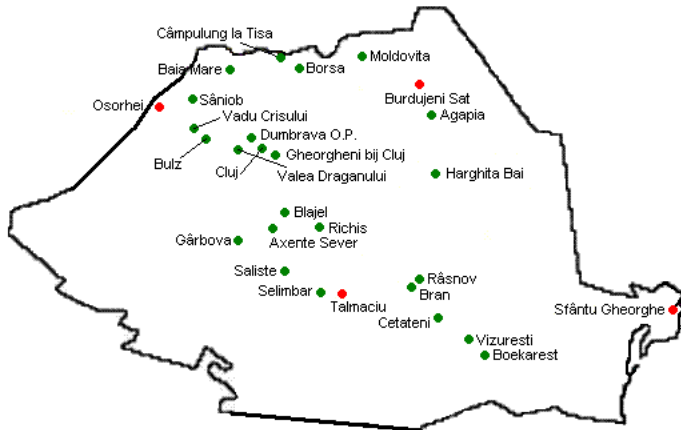 Câmpulung la Tisa
Moldovita
Baia Mare
Borsa
Osorhei
Sâniob
Burdujeni Sat
Vadu Crisului
Agapia
Dumbrava O.P.
Bulz
Gheorgheni bij Cluj
Cluj
Valea Draganului
Harghita Bai
Blajel
Richis
Gârbova
Axente Sever
Saliste
Râsnov
Selimbar
Bran
Talmaciu
Sfântu Gheorghe
Cetateni
Vizuresti
Boekarest